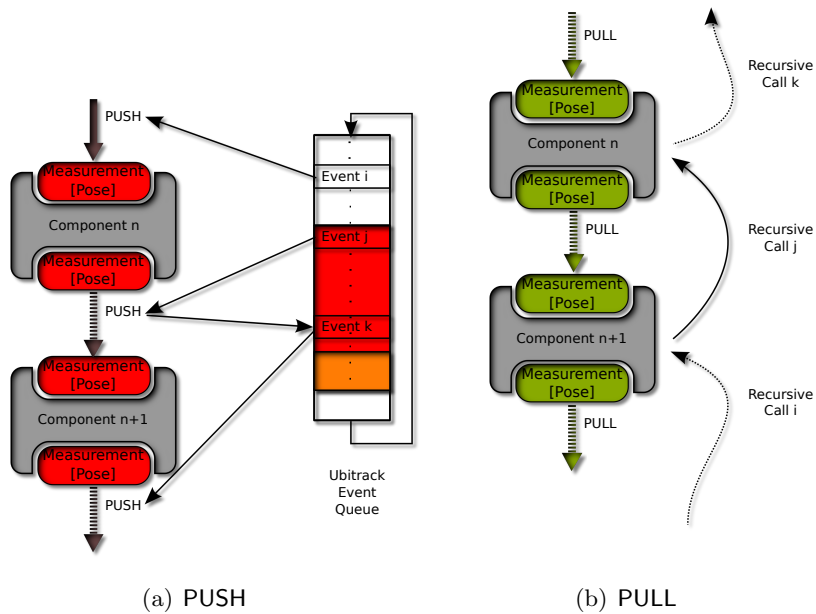 PUSH
Measurement
[Pose]
Component n
Measurement
[Pose]
PUSH
Measurement
[Pose]
Component n+1
Measurement
[Pose]
PUSH
Event i
Event j
Event k
Ubitrack
Event
Queue
(a) PUSH
PULL
Measurement
[Pose]
Component n
Measurement
[Pose]
PULL
Measurement
[Pose]
Component n+1
Measurement
[Pose]
PULL
Recursive
Call k
Recursive
Call j
Recursive
Call i
(b) PULL